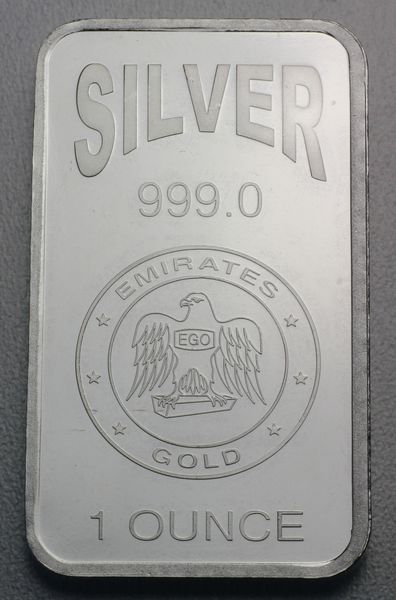 SILVER
999.0
EMIRATES
EGO
GOLD
1 OUNCE